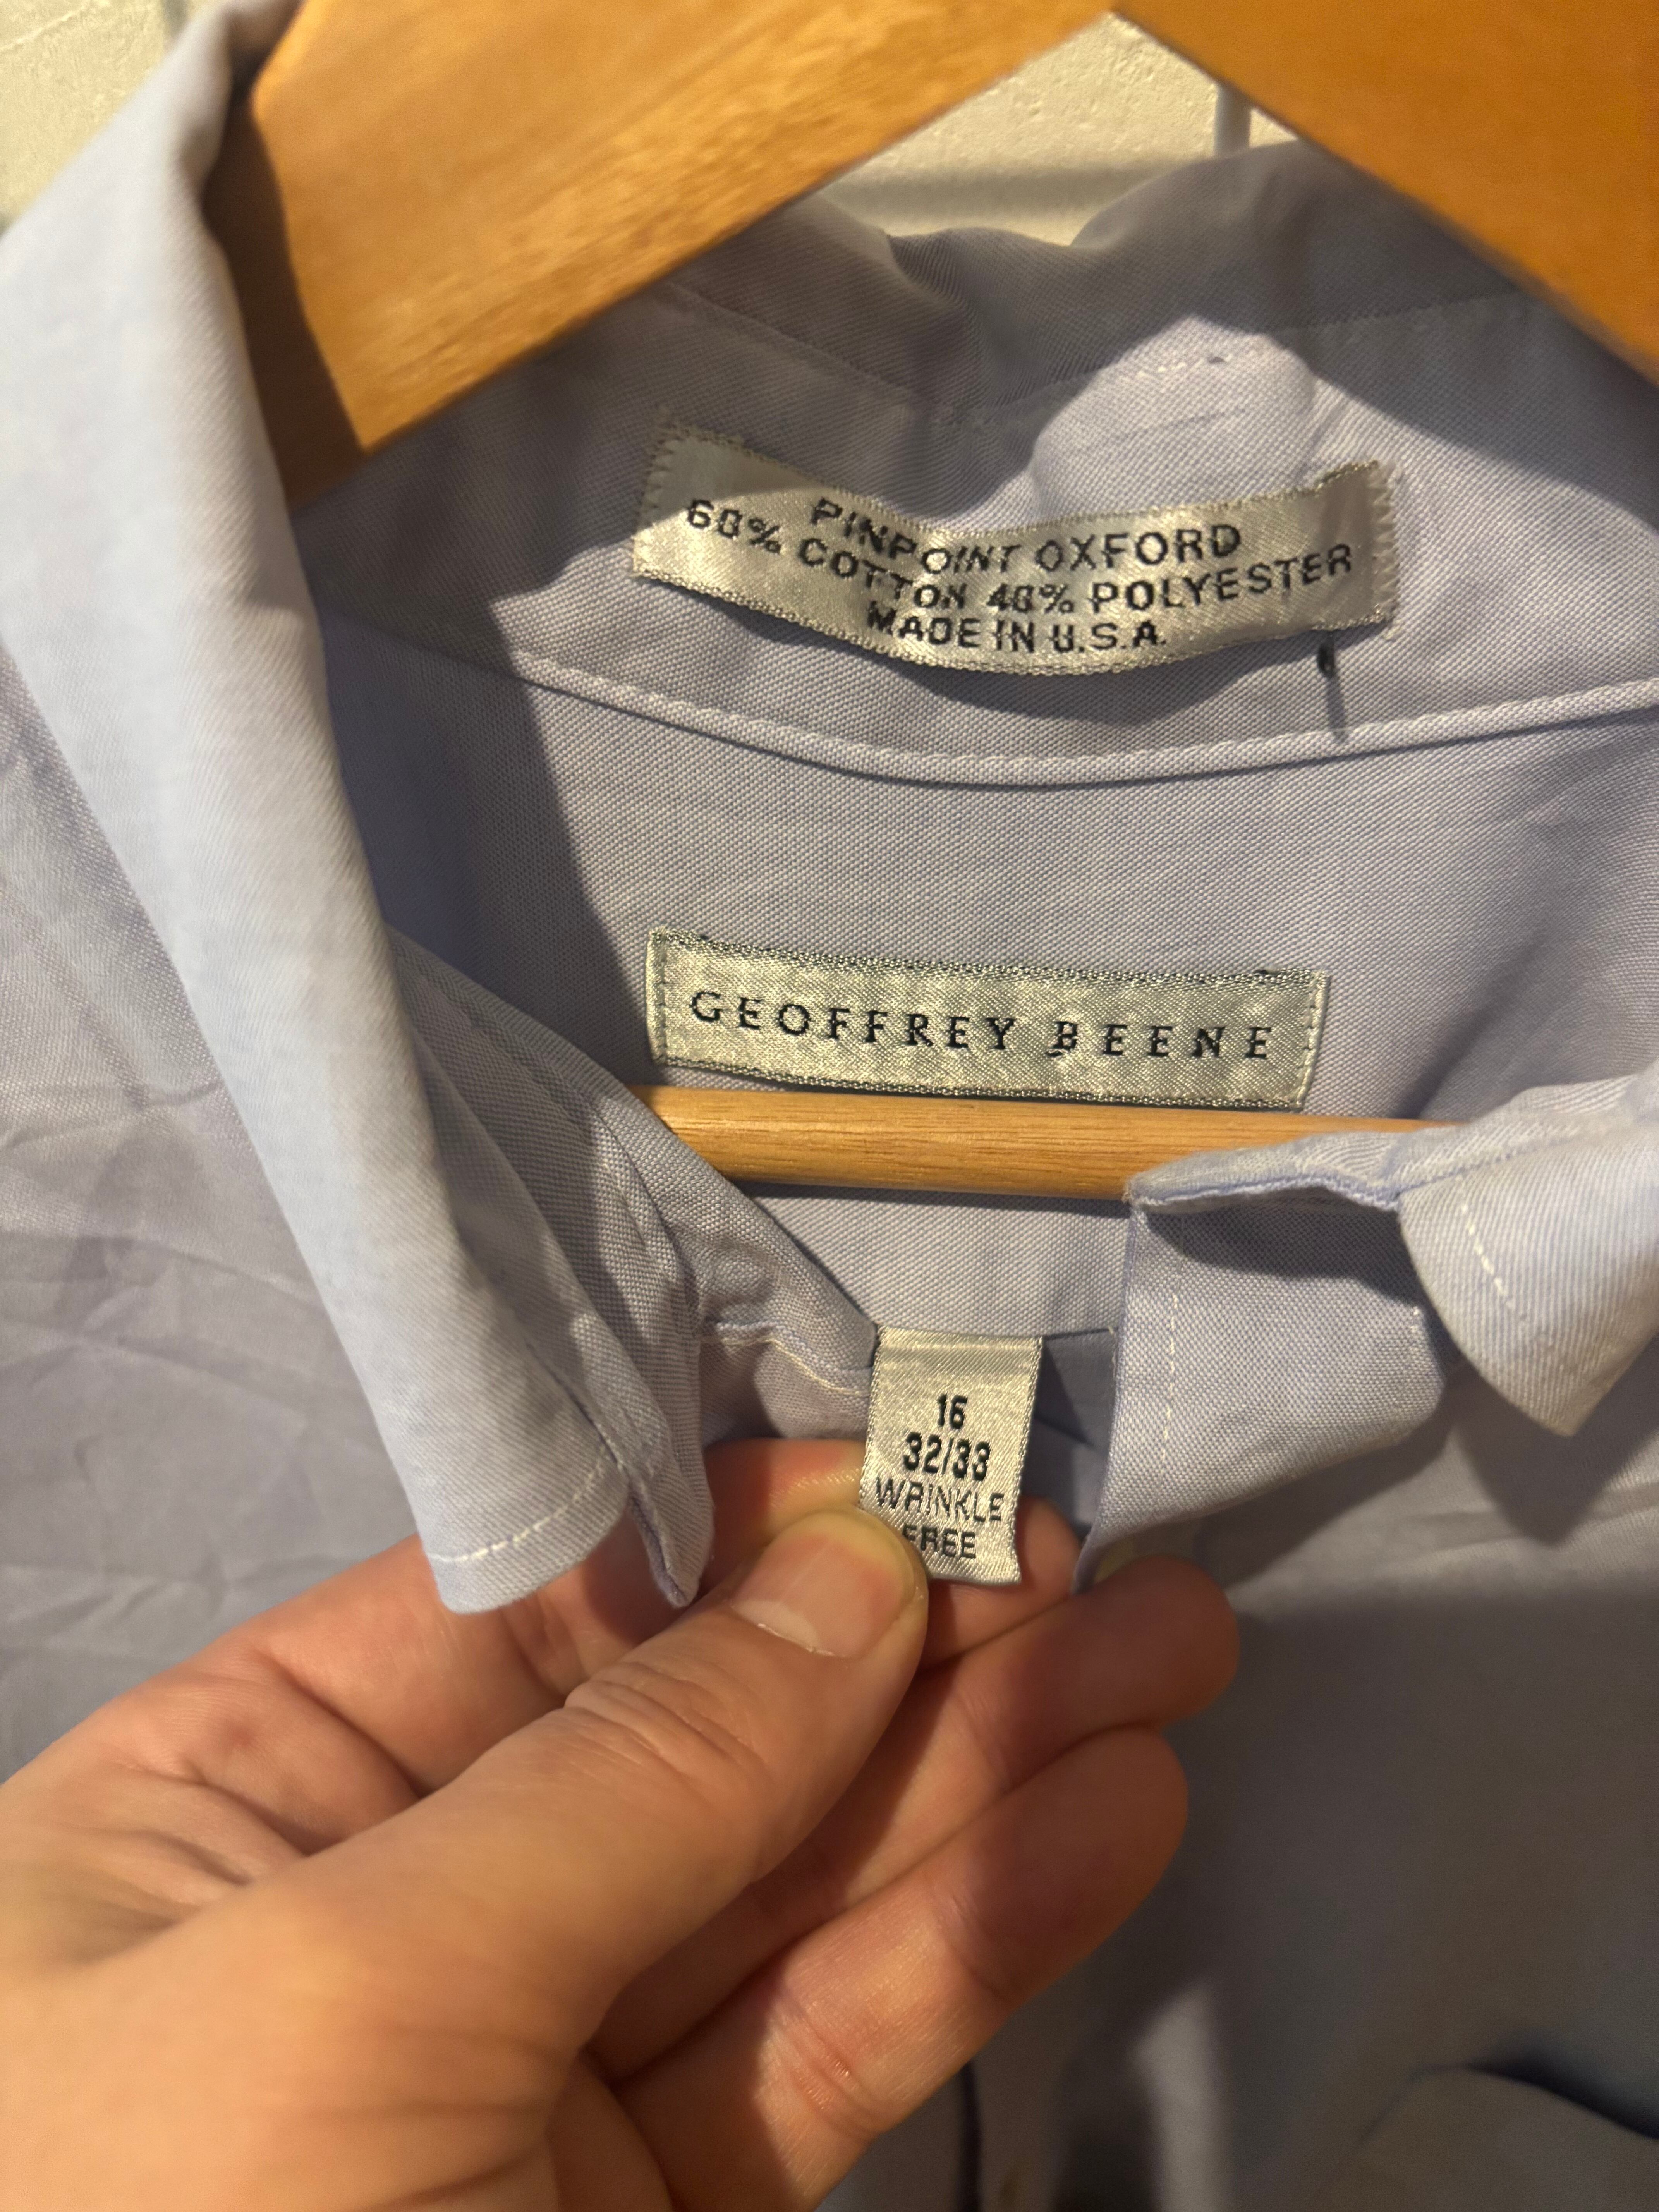 PINPOINT OXFORD
60% COTTON 40% POLYESTER
MADE IN U.S.A.
GEOFFREY BEENE
16
32/33
WRINKLE
FREE